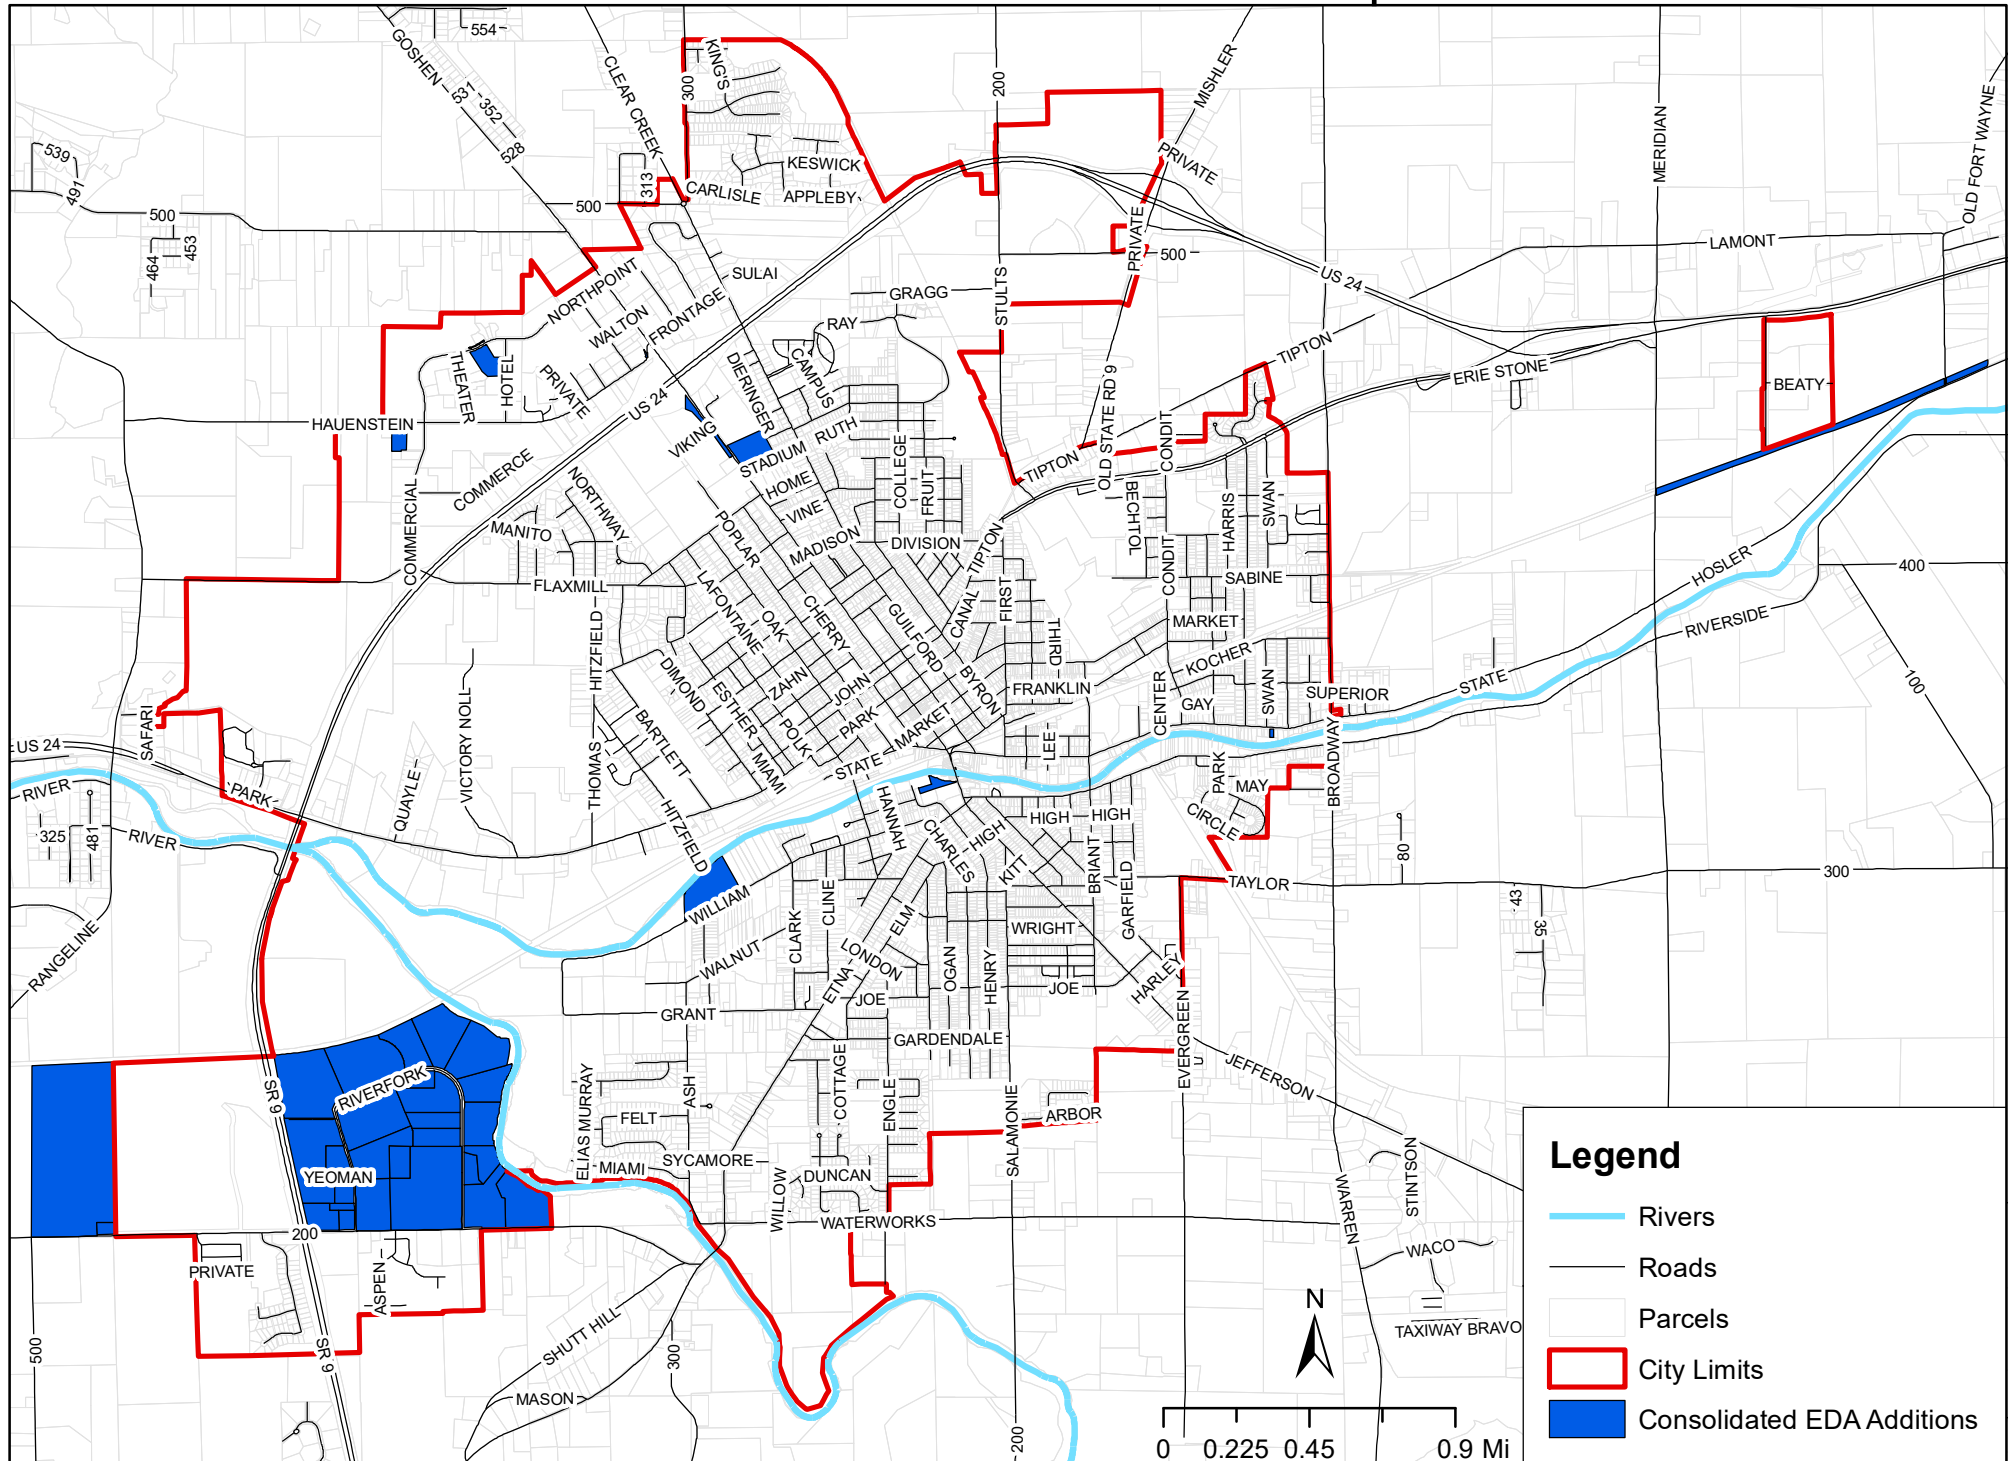 554
GOSHEN
531
352
528
CLEAR CREEK
300
KING'S
200
MISHLER
MERIDIAN
OLD FORT WAYNE
539
491
500
464
453
500
313
CARLISLE
KESWICK
APPLEBY
PRIVATE
PRIVATE
500
LAMONT
US 24
NORTHPOINT
WALTON
FRONTAGE
SULAI
GRAGG
STULTS
RAY
THEATER
HOTEL
PRIVATE
US 24
DIERINGER
CAMPUS
TIPTON
ERIE STONE
BEATY
HAUENSTEIN
VIKING
STADIUM
RUTH
COLLEGE
FRUIT
TIPTON
OLD STATE RD 9
CONDIT
COMMERCIAL
COMMERCE
NORTHWAY
HOME
VINE
MADISON
POPLAR
DIVISION
BECHTOL
HARRIS
SWAN
MANITO
FLAXMILL
LAFONTAINE
OAK
CHERRY
GUILFORD
CANAL
TIPTON
FIRST
THIRD
CONDIT
SABINE
MARKET
HOSLER
400
RIVERSIDE
100
HITZFIELD
DIMOND
ESTHER
ZAHN
JOHN
BYRON
FRANKLIN
KOCHER
CENTER
GAY
SWAN
SUPERIOR
STATE
SAFARI
US 24
VICTORY NOLL
BARTLETT
MIAMI
POLK
PARK
MARKET
STATE
LEE
BROADWAY
RIVER
PARK
QUAYLE
THOMAS
HITZFIELD
HANNAH
CHARLES
HIGH
HIGH
HIGH
PARK
MAY
CIRCLE
325
481
RIVER
KITT
BRIANT
GARFIELD
80
TAYLOR
300
WILLIAM
CLARK
CLINE
ELM
WRIGHT
43
35
RANGELINE
WALNUT
LONDON
ETNA
OGAN
HENRY
JOE
JOE
HARLEY
GRANT
GARDENDALE
EVERGREEN
JEFFERSON
SR 9
RIVERFORK
ELIAS MURRAY
ASH
COTTAGE
ENGLE
SALAMONIE
ARBOR
FELT
YEOMAN
MIAMI
SYCAMORE
WILLOW
DUNCAN
WATERWORKS
WARREN
STINTSON
WACO
200
PRIVATE
ASPEN
500
SR 9
SHUTT HILL
300
MASON
200
TAXIWAY BRAVO
N
0 0.225 0.45 0.9 Mi
Legend
Rivers
Roads
Parcels
City Limits
Consolidated EDA Additions